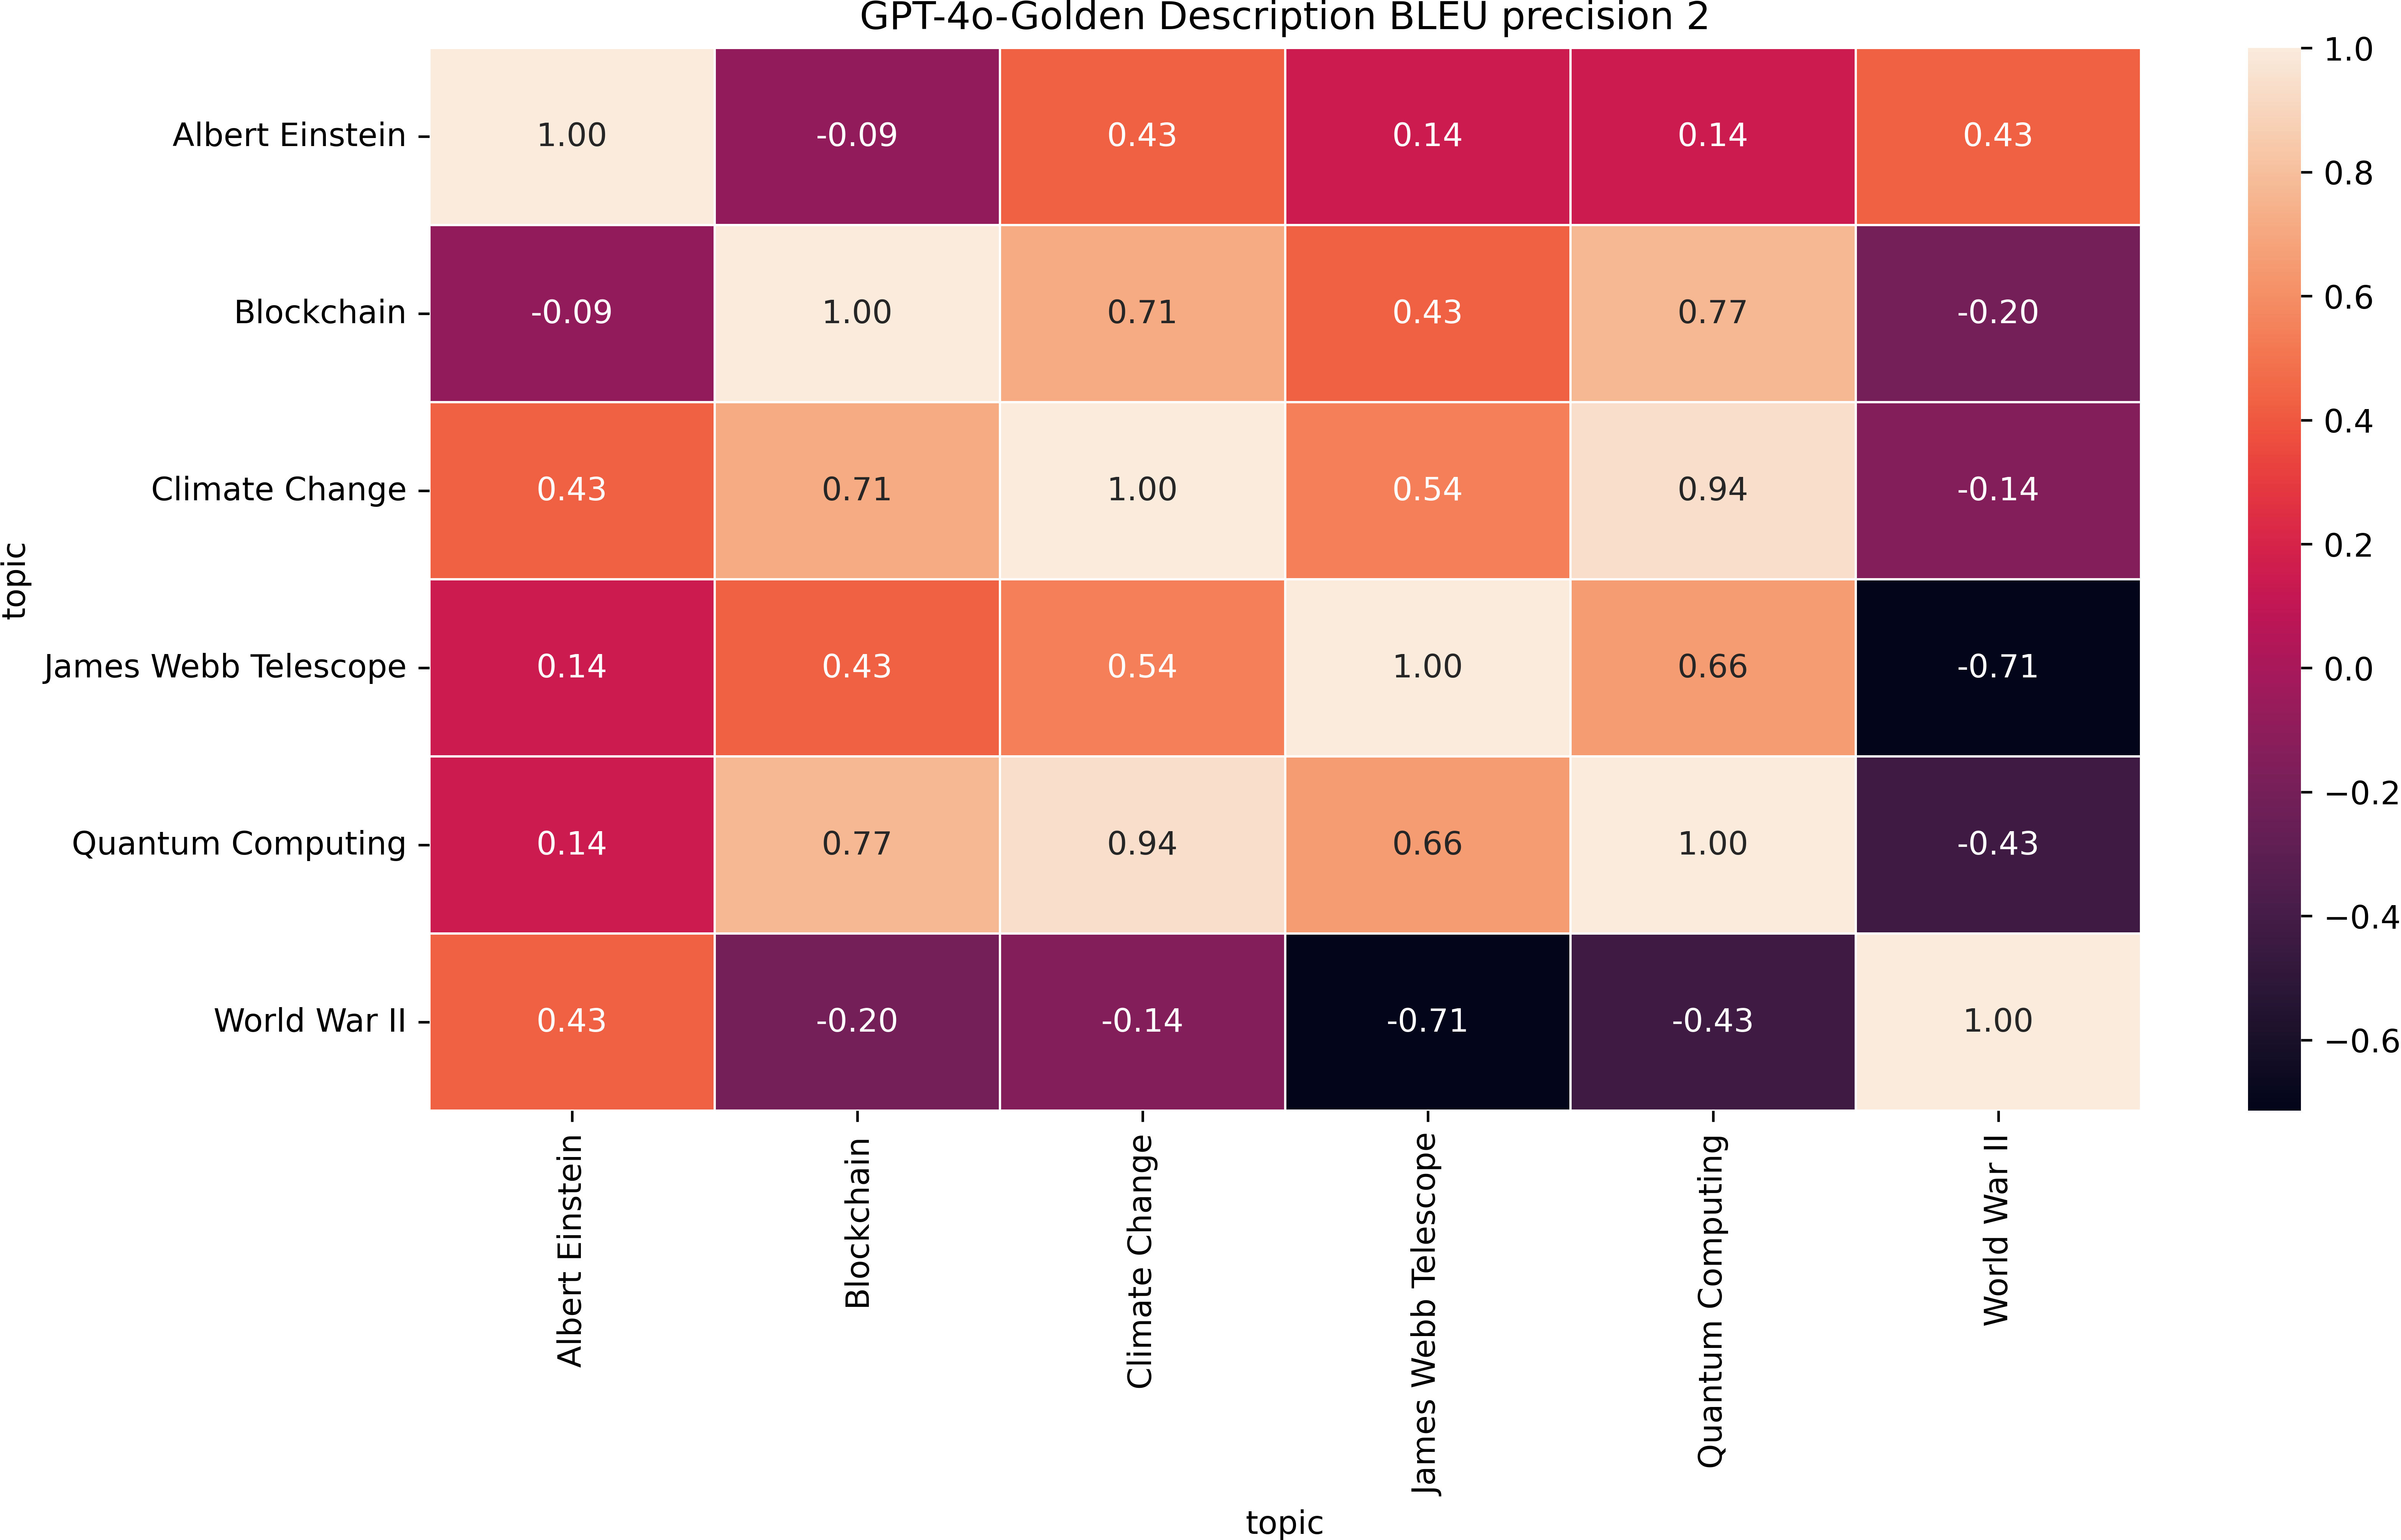 GPT-4o-Golden Description BLEU precision 2
Albert Einstein 1.00 -0.09 0.43 0.14 0.14 0.43
Blockchain -0.09 1.00 0.71 0.43 0.77 -0.20
Climate Change 0.43 0.71 1.00 0.54 0.94 -0.14
James Webb Telescope 0.14 0.43 0.54 1.00 0.66 -0.71
Quantum Computing 0.14 0.77 0.94 0.66 1.00 -0.43
World War II 0.43 -0.20 -0.14 -0.71 -0.43 1.00
topic
Albert Einstein
Blockchain
Climate Change
James Webb Telescope
Quantum Computing
World War II
topic
1.0
0.8
0.6
0.4
0.2
0.0
−0.2
−0.4
−0.6